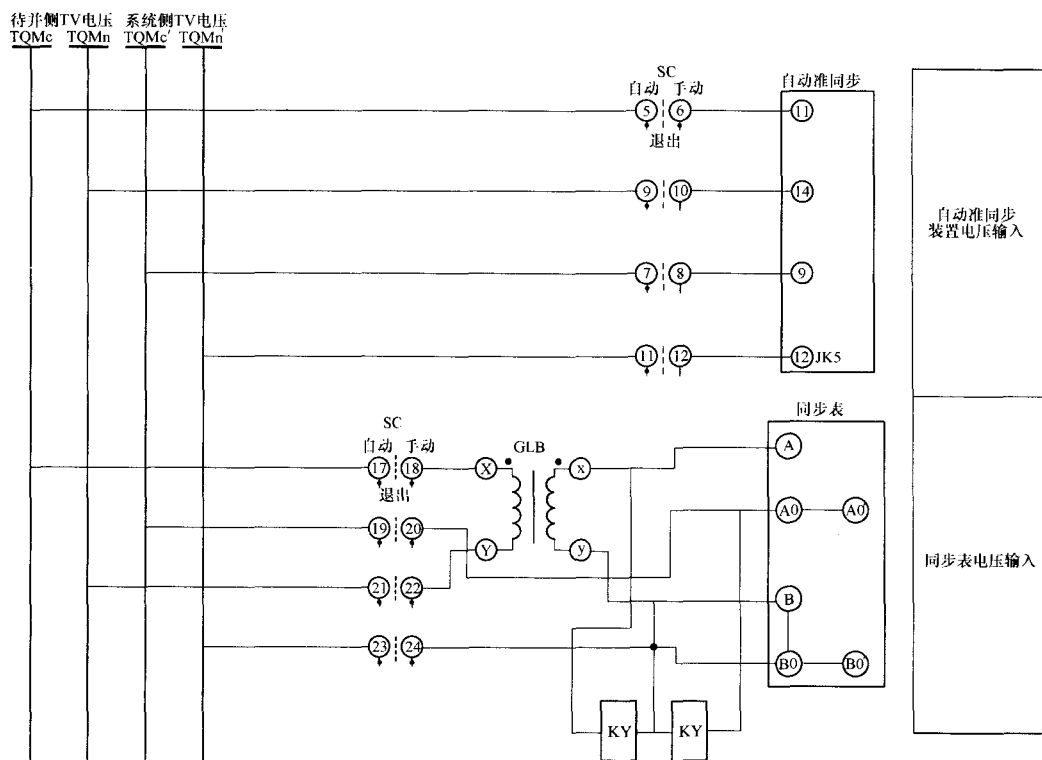 待并侧TV电压 系统侧TV电压
TQMc TQMn TQMc' TQMn'
SC
自动 手动
自动准同步
5 6 11
退出
9 10 14
自动准同步
装置电压输入
7 8 9
11 12 12 JK5
同步表
SC
自动 手动 GLB
17 18 X x A
退出
19 20 A0 A0'
Y y
同步表电压输入
21 22 B
23 24 B0 B0'
KY KY